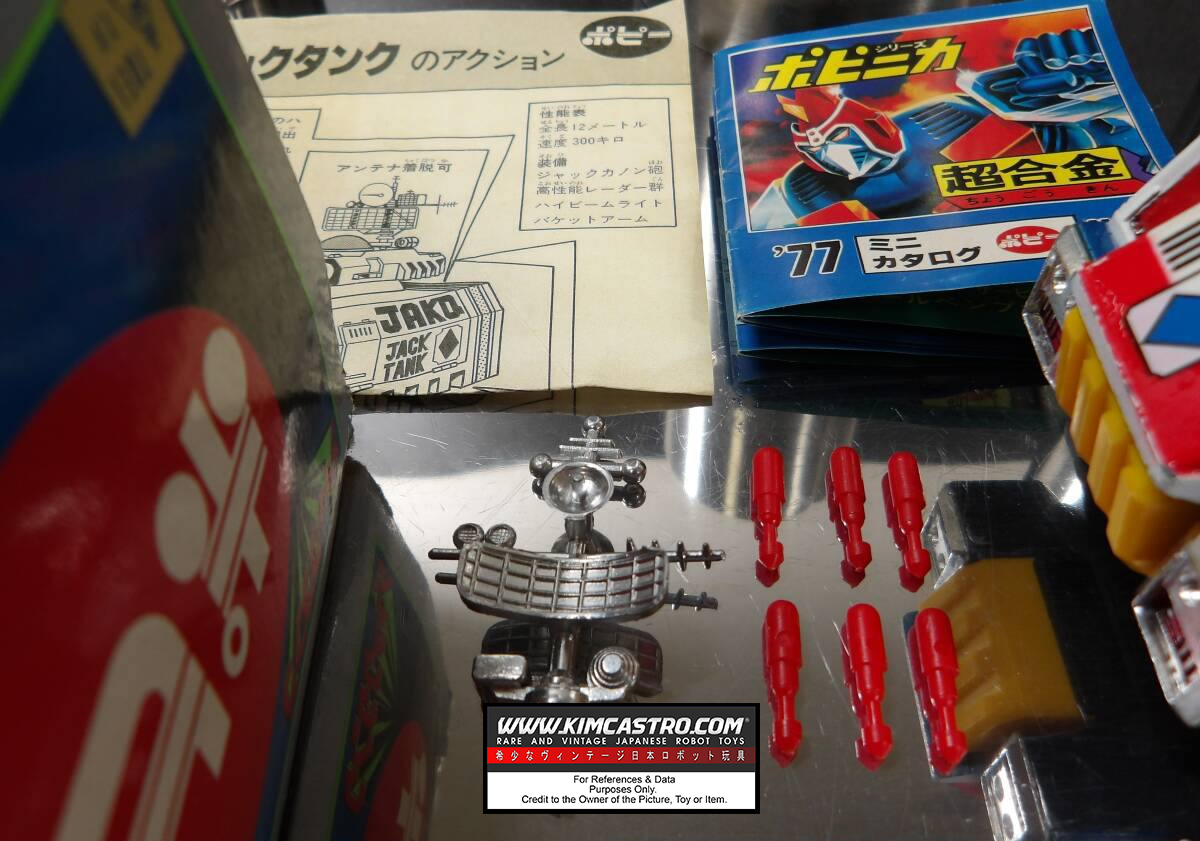 ックタンク のアクション
ポピー
のハ
出
アンテナ着脱可
性能表
全長12メートル
速度 300キロ
装備
ジャックカノン砲
高性能レーダー群
ハイビームライト
バケットアーム
JAKQ
JACK
TANK
ポピニカ
シリーズ
超合金
ちょう ごう きん
'77
ミニ
カタログ
ポピー
WWW.KIMCASTRO.COM
RARE AND VINTAGE JAPANESE ROBOT TOYS
希少なヴィンテージ日本ロボット玩具
For References & Data
Purposes Only.
Credit to the Owner of the Picture, Toy or Item.